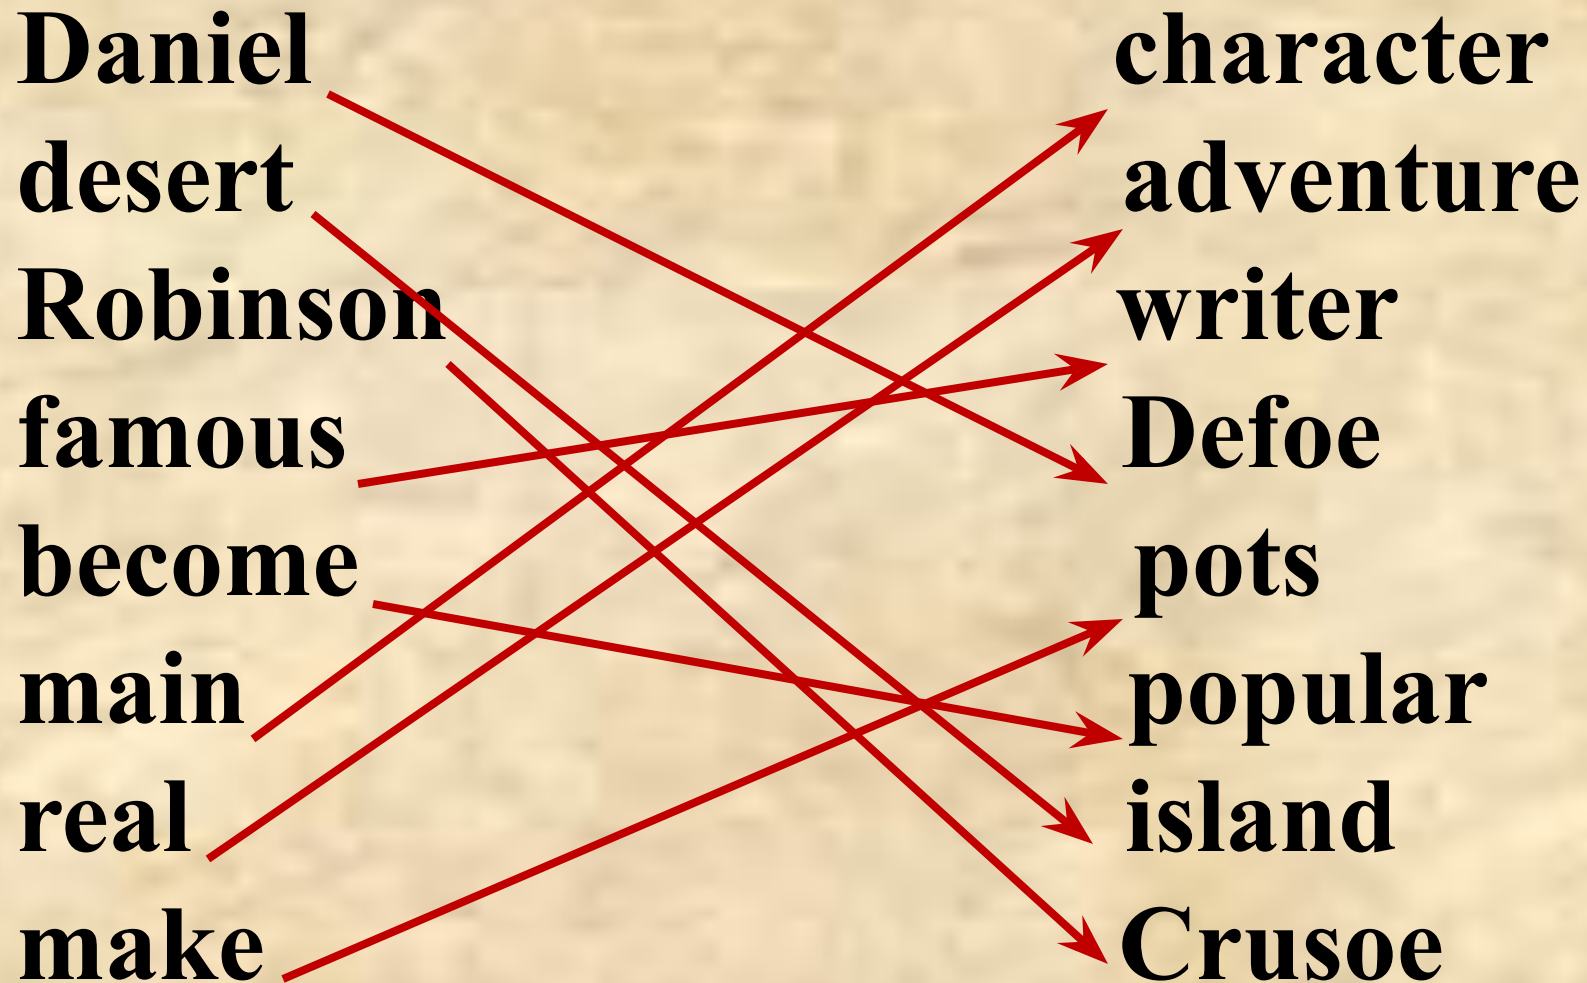 Daniel
desert
Robinson
famous
become
main
real
make
character
adventure
writer
Defoe
pots
popular
island
Crusoe